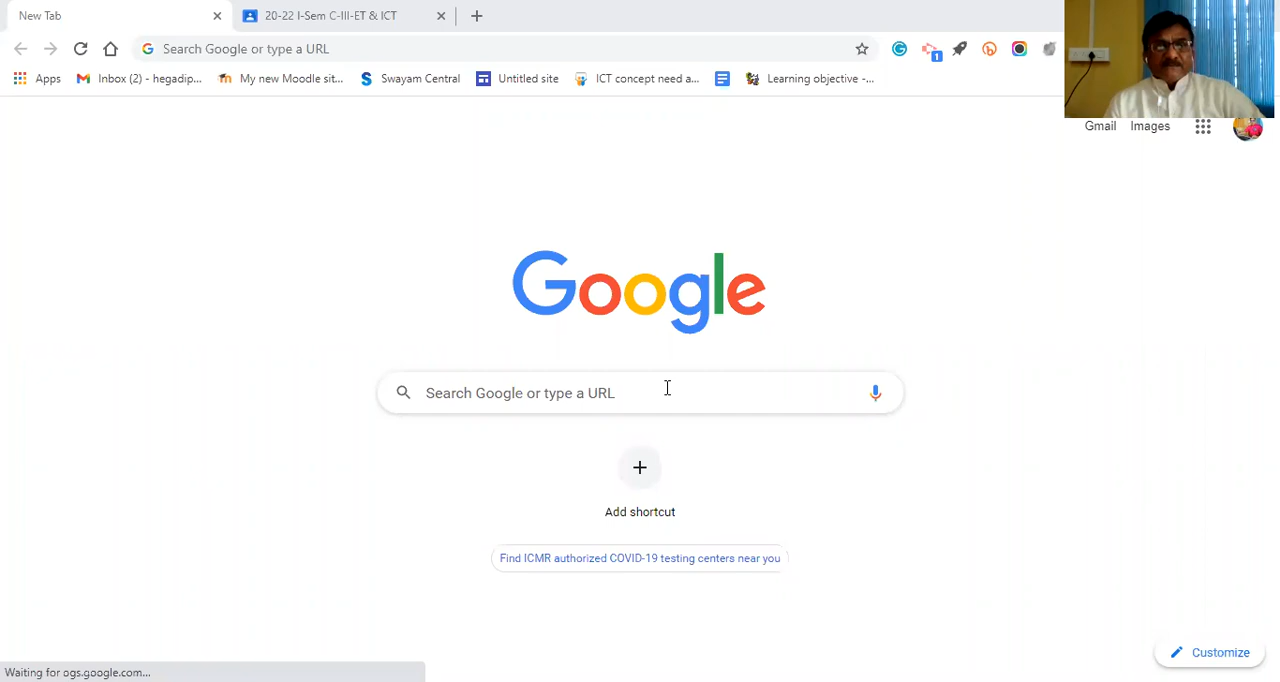 New Tab
20-22 I-Sem C-III-ET & ICT
Search Google or type a URL
1
Apps
Inbox (2) - hegadip...
My new Moodle sit...
Swayam Central
Untitled site
ICT concept need a...
Learning objective -...
Gmail
Images
Google
Search Google or type a URL
Add shortcut
Find ICMR authorized COVID-19 testing centers near you
Customize
Waiting for ogs.google.com...